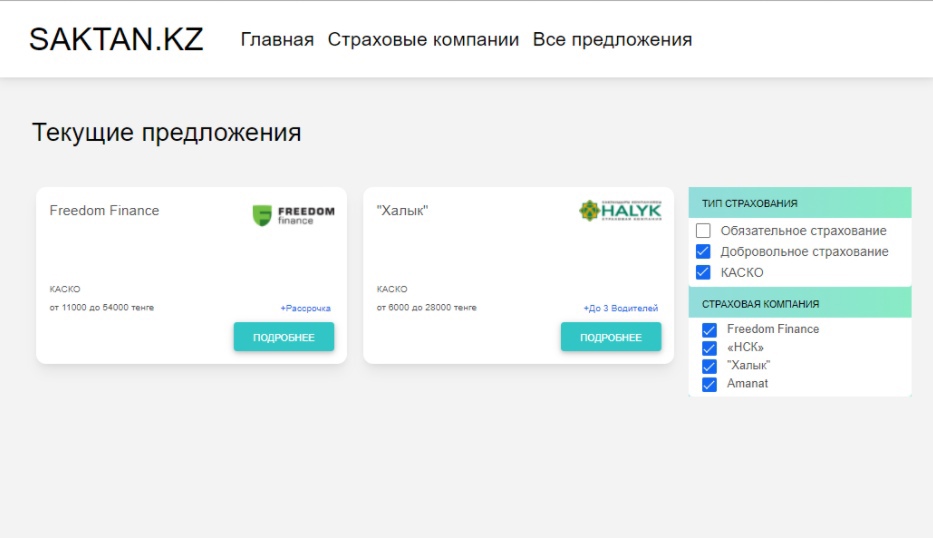 SAKTAN.KZ Главная Страховые компании Все предложения
Текущие предложения
Freedom Finance
FREEDOM
finance
КАСКО
от 11000 до 54000 тенге
+Рассрочка
ПОДРОБНЕЕ
"Халык"
HALYK
СТРАХОВАЯ КОМПАНИЯ
КАСКО
от 6000 до 28000 тенге
+До 3 Водителей
ПОДРОБНЕЕ
ТИП СТРАХОВАНИЯ
Обязательное страхование
Добровольное страхование
КАСКО
СТРАХОВАЯ КОМПАНИЯ
Freedom Finance
«НСК»
"Халык"
Amanat